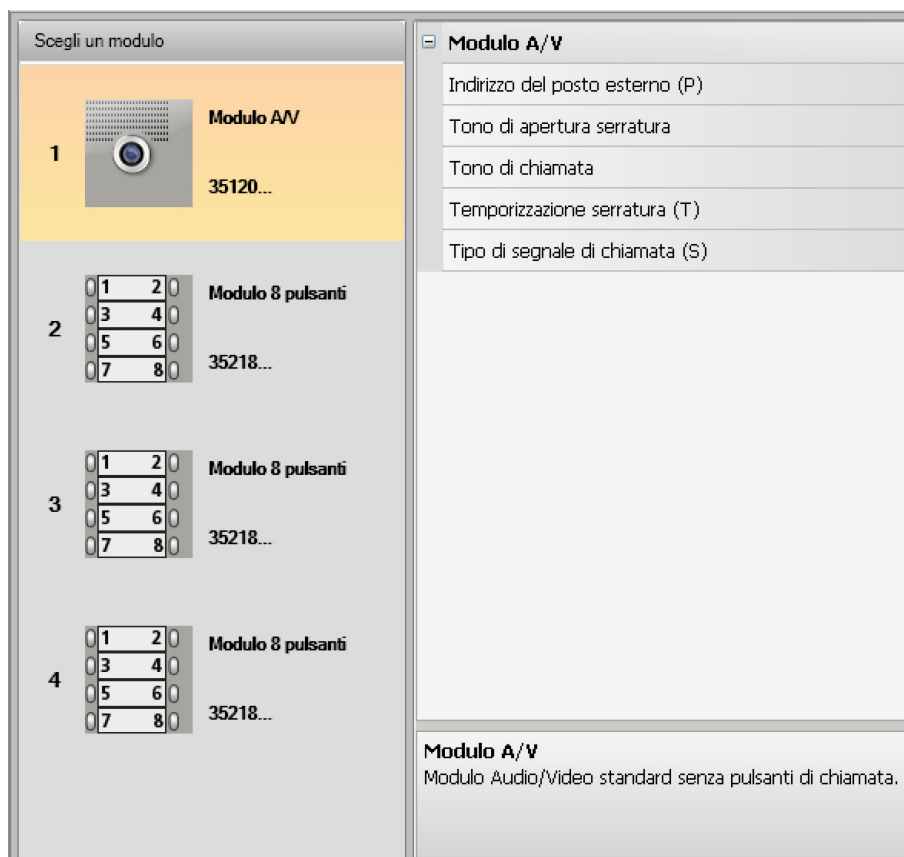 Scegli un modulo
1
Modulo A/V
35120...
2
1 2
3 4
5 6
7 8
Modulo 8 pulsanti
35218...
3
1 2
3 4
5 6
7 8
Modulo 8 pulsanti
35218...
4
1 2
3 4
5 6
7 8
Modulo 8 pulsanti
35218...
Modulo A/V
Indirizzo del posto esterno (P)
Tono di apertura serratura
Tono di chiamata
Temporizzazione serratura (T)
Tipo di segnale di chiamata (S)
Modulo A/V
Modulo Audio/Video standard senza pulsanti di chiamata.